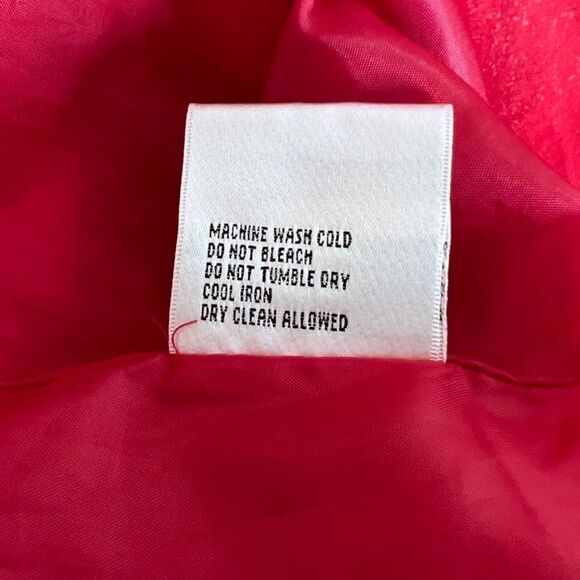 MACHINE WASH COLD
DO NOT BLEACH
DO NOT TUMBLE DRY
COOL IRON
DRY CLEAN ALLOWED